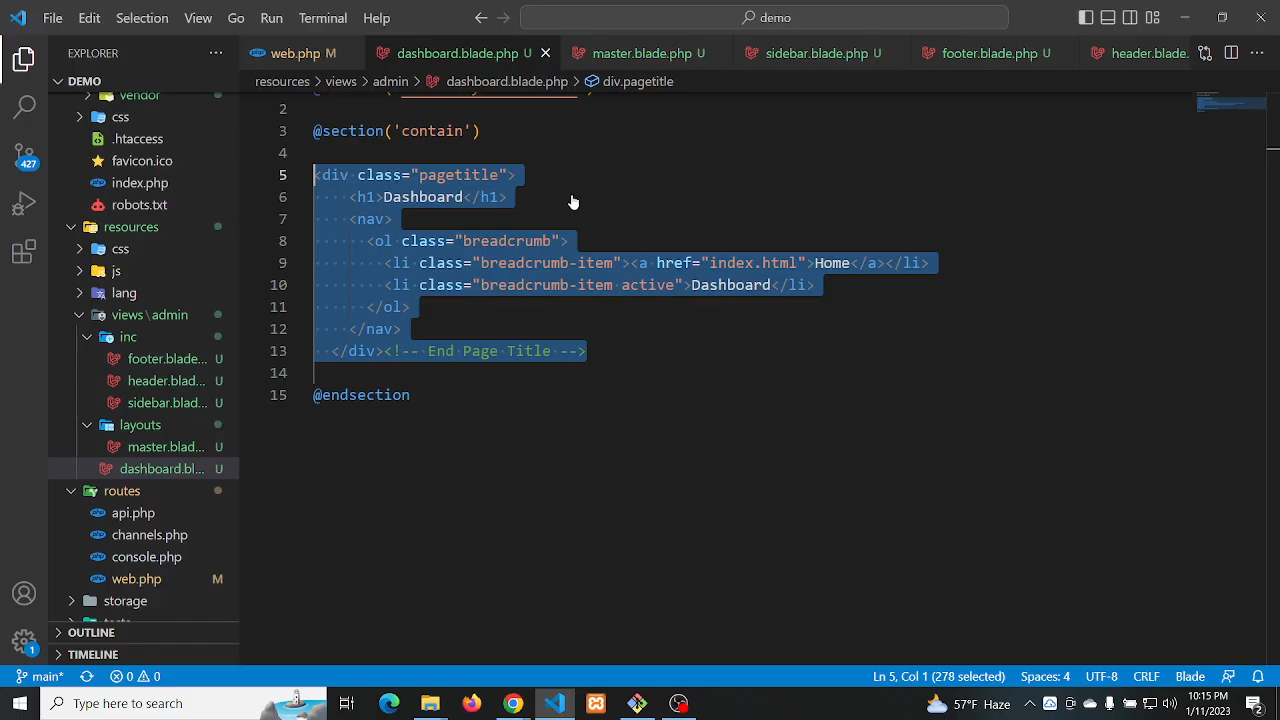 File Edit Selection View Go Run Terminal Help
demo
EXPLORER
web.php M
dashboard.blade.php U
master.blade.php U
sidebar.blade.php U
footer.blade.php U
header.blade.
DEMO
resources > views > admin > dashboard.blade.php > div.pagetitle
vendor
css
.htaccess
favicon.ico
index.php
robots.txt
resources
css
js
lang
views\admin
inc
footer.blade... U
header.blad... U
sidebar.blad... U
layouts
master.blad... U
dashboard.bl... U
routes
api.php
channels.php
console.php
web.php M
storage
OUTLINE
TIMELINE
427
1
2
3 @section('contain')
4
5 <div class="pagetitle">
6 <h1>Dashboard</h1>
7 <nav>
8 <ol class="breadcrumb">
9 <li class="breadcrumb-item"><a href="index.html">Home</a></li>
10 <li class="breadcrumb-item active">Dashboard</li>
11 </ol>
12 </nav>
13 </div><!-- End Page Title -->
14
15 @endsection
main* 0 0
Ln 5, Col 1 (278 selected) Spaces: 4 UTF-8 CRLF Blade
Type here to search
57°F Haze
10:15 PM
1/11/2023
2